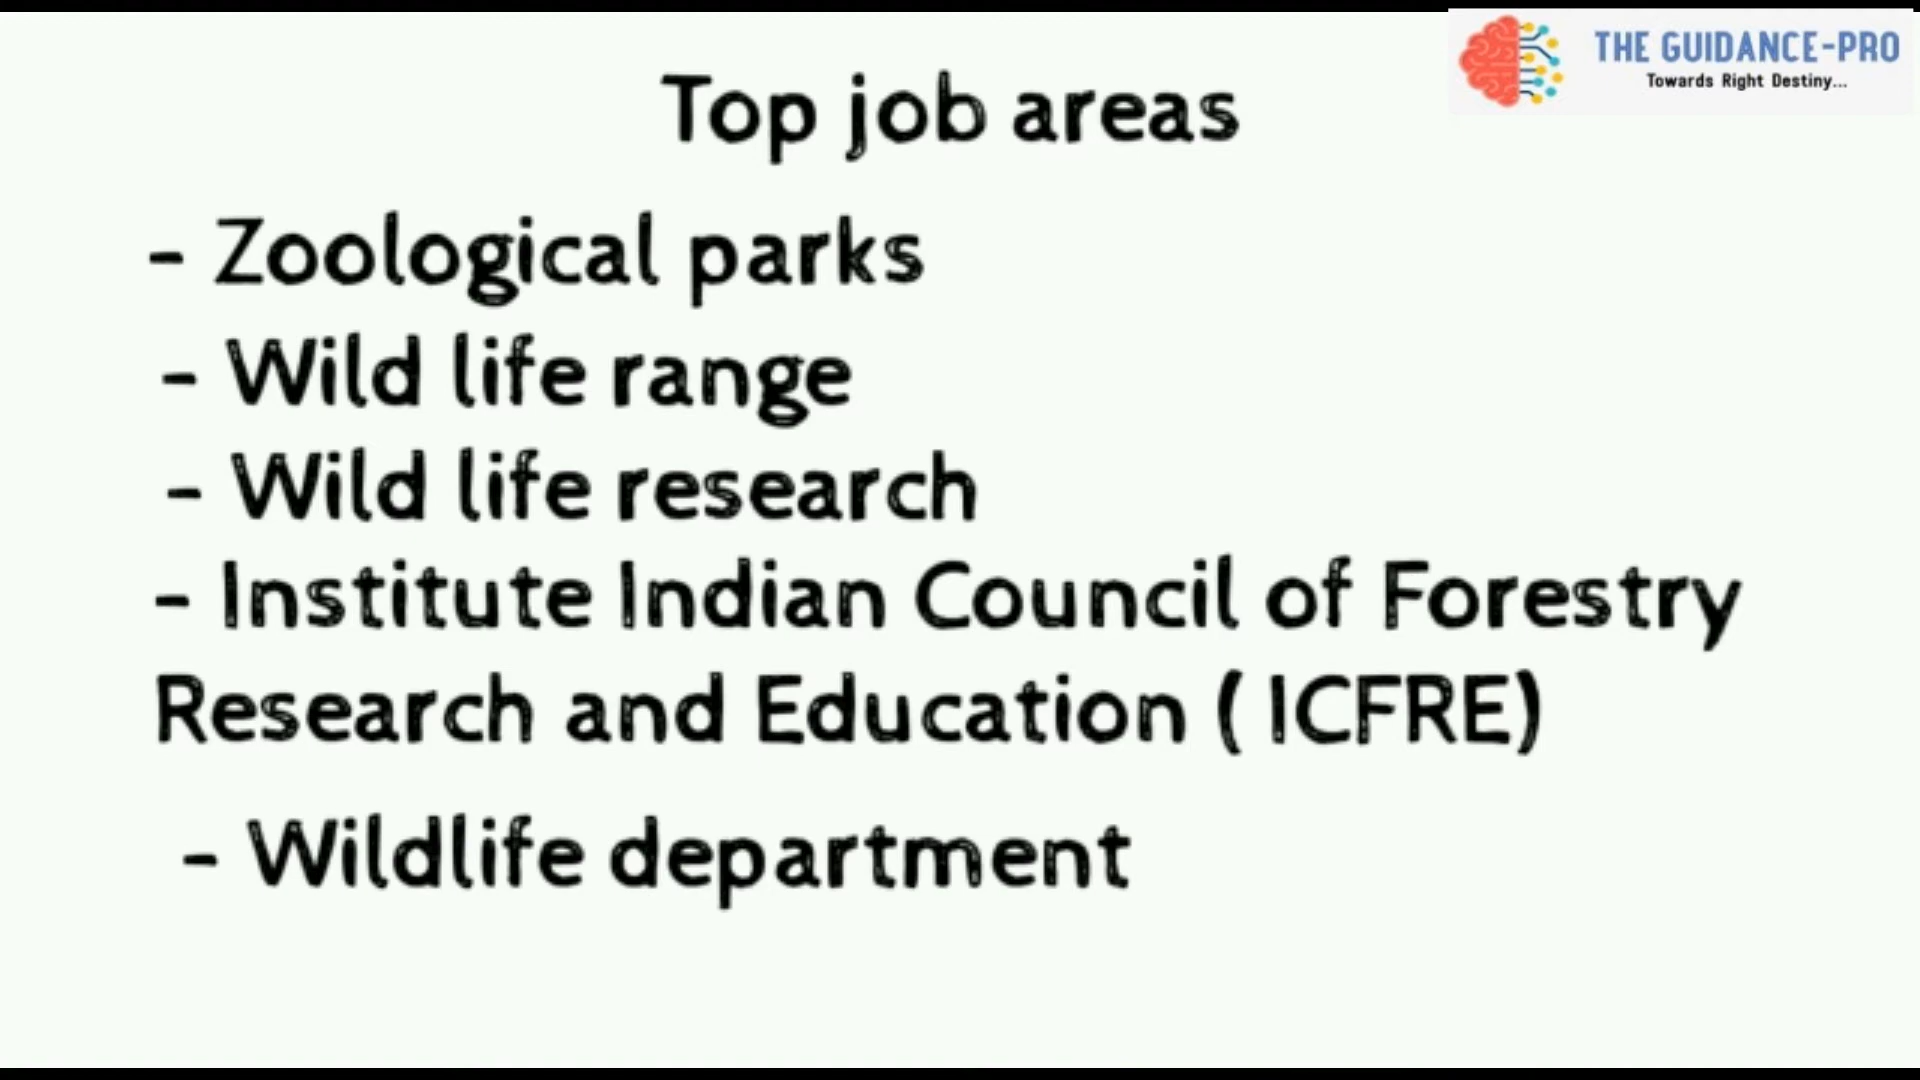 THE GUIDANCE-PRO
Towards Right Destiny...
Top job areas
- Zoological parks
- Wild life range
- Wild life research
- Institute Indian Council of Forestry
Research and Education ( ICFRE)
- Wildlife department